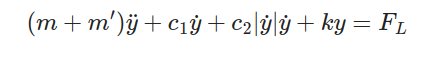 (m + m′)ÿ + c₁ẏ + c₂|ẏ|ẏ + ky = F_L